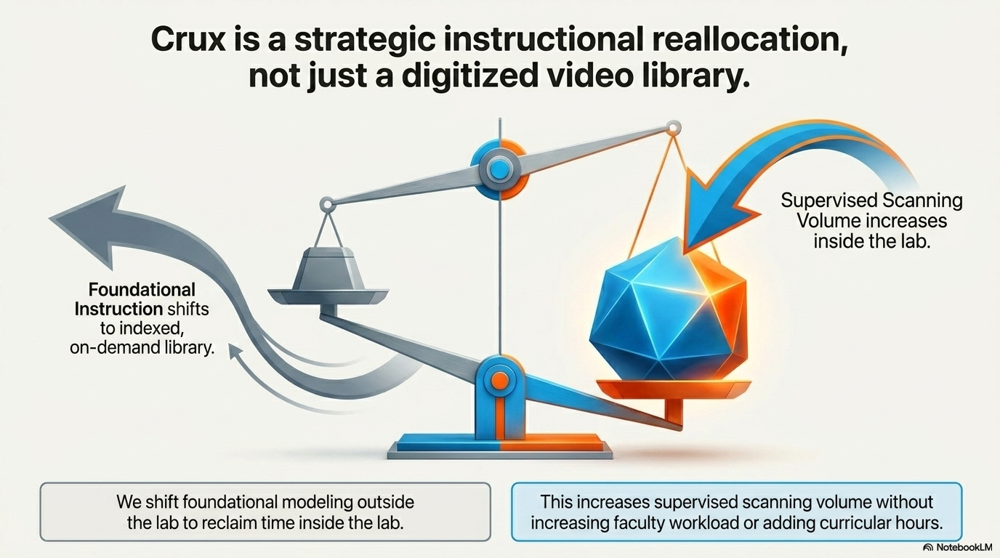 Crux is a strategic instructional reallocation,
not just a digitized video library.
Supervised Scanning
Volume increases
inside the lab.
Foundational
Instruction shifts
to indexed,
on-demand library.
We shift foundational modeling outside
the lab to reclaim time inside the lab.
This increases supervised scanning volume without
increasing faculty workload or adding curricular hours.
NotebookLM